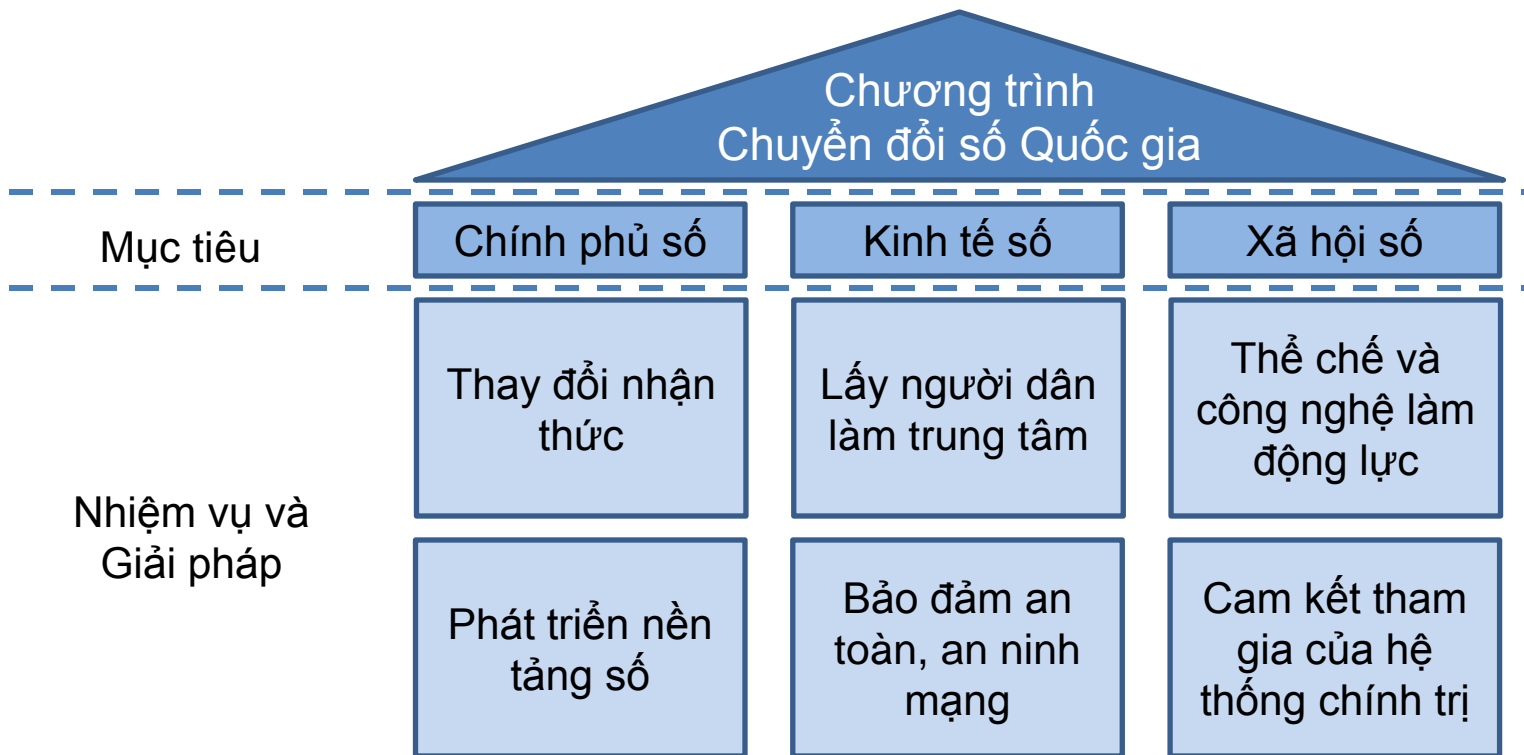 Chương trình
Chuyển đổi số Quốc gia
Mục tiêu
Chính phủ số
Kinh tế số
Xã hội số
Nhiệm vụ và
Giải pháp
Thay đổi nhận
thức
Lấy người dân
làm trung tâm
Thể chế và
công nghệ làm
động lực
Phát triển nền
tảng số
Bảo đảm an
toàn, an ninh
mạng
Cam kết tham
gia của hệ
thống chính trị